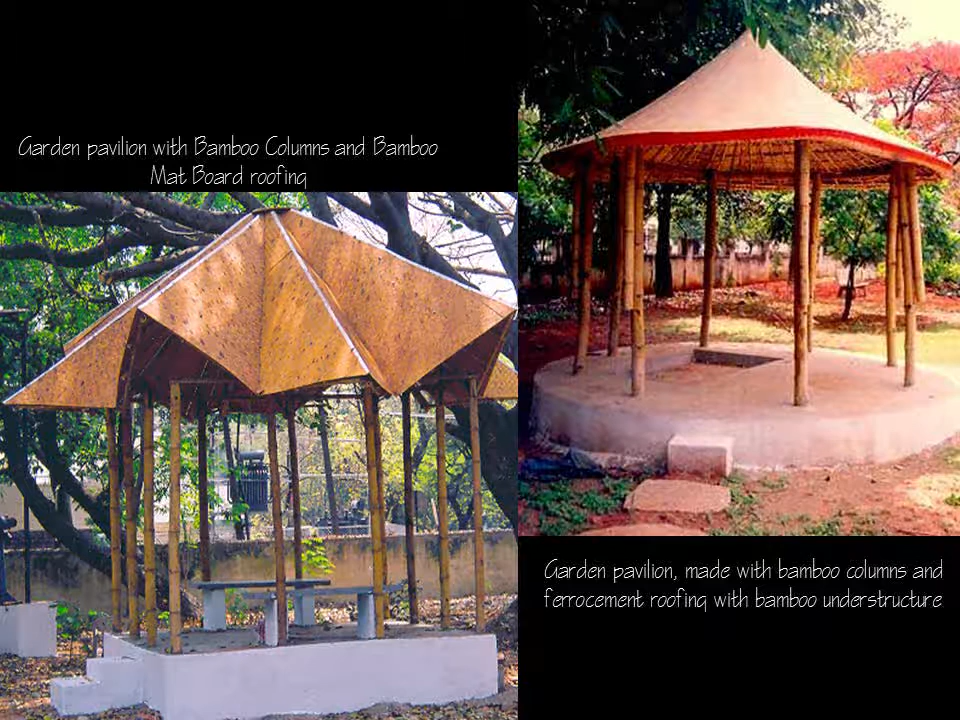 Garden pavilion with Bamboo Columns and Bamboo
Mat Board roofing
Garden pavilion, made with bamboo columns and
ferrocement roofing with bamboo understructure